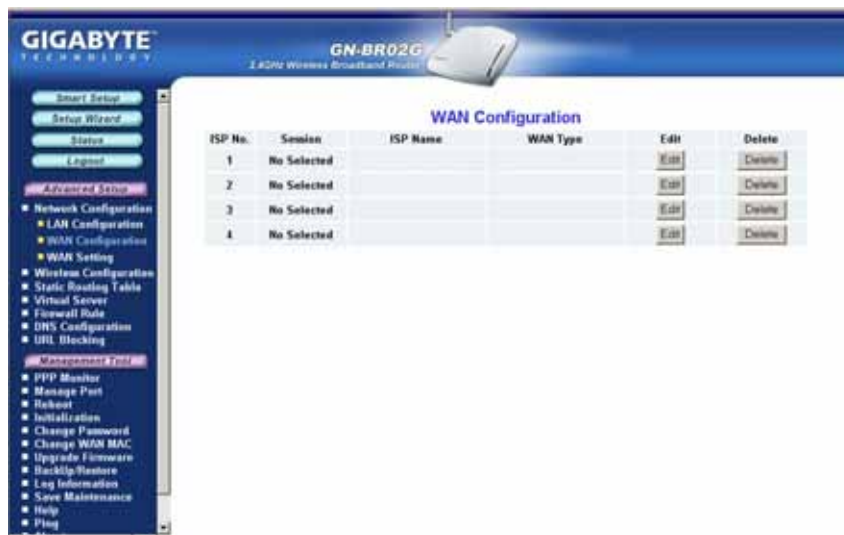 GIGABYTE
TECHNOLOGY
GN-BR02G
2.4GHz Wireless Broadband Router
Smart Setup
Setup Wizard
Status
Logout
Advanced Setup
Network Configuration
LAN Configuration
WAN Configuration
WAN Setting
Wireless Configuration
Static Routing Table
Virtual Server
Firewall Rule
DNS Configuration
URL Blocking
Management Tool
PPP Monitor
Manage Port
Reboot
Initialization
Change Password
Change WAN MAC
Upgrade Firmware
BackUp/Restore
Log Information
Save Maintenance
Help
Ping
WAN Configuration
ISP No. Session ISP Name WAN Type Edit Delete
1 No Selected Edit Delete
2 No Selected Edit Delete
3 No Selected Edit Delete
4 No Selected Edit Delete